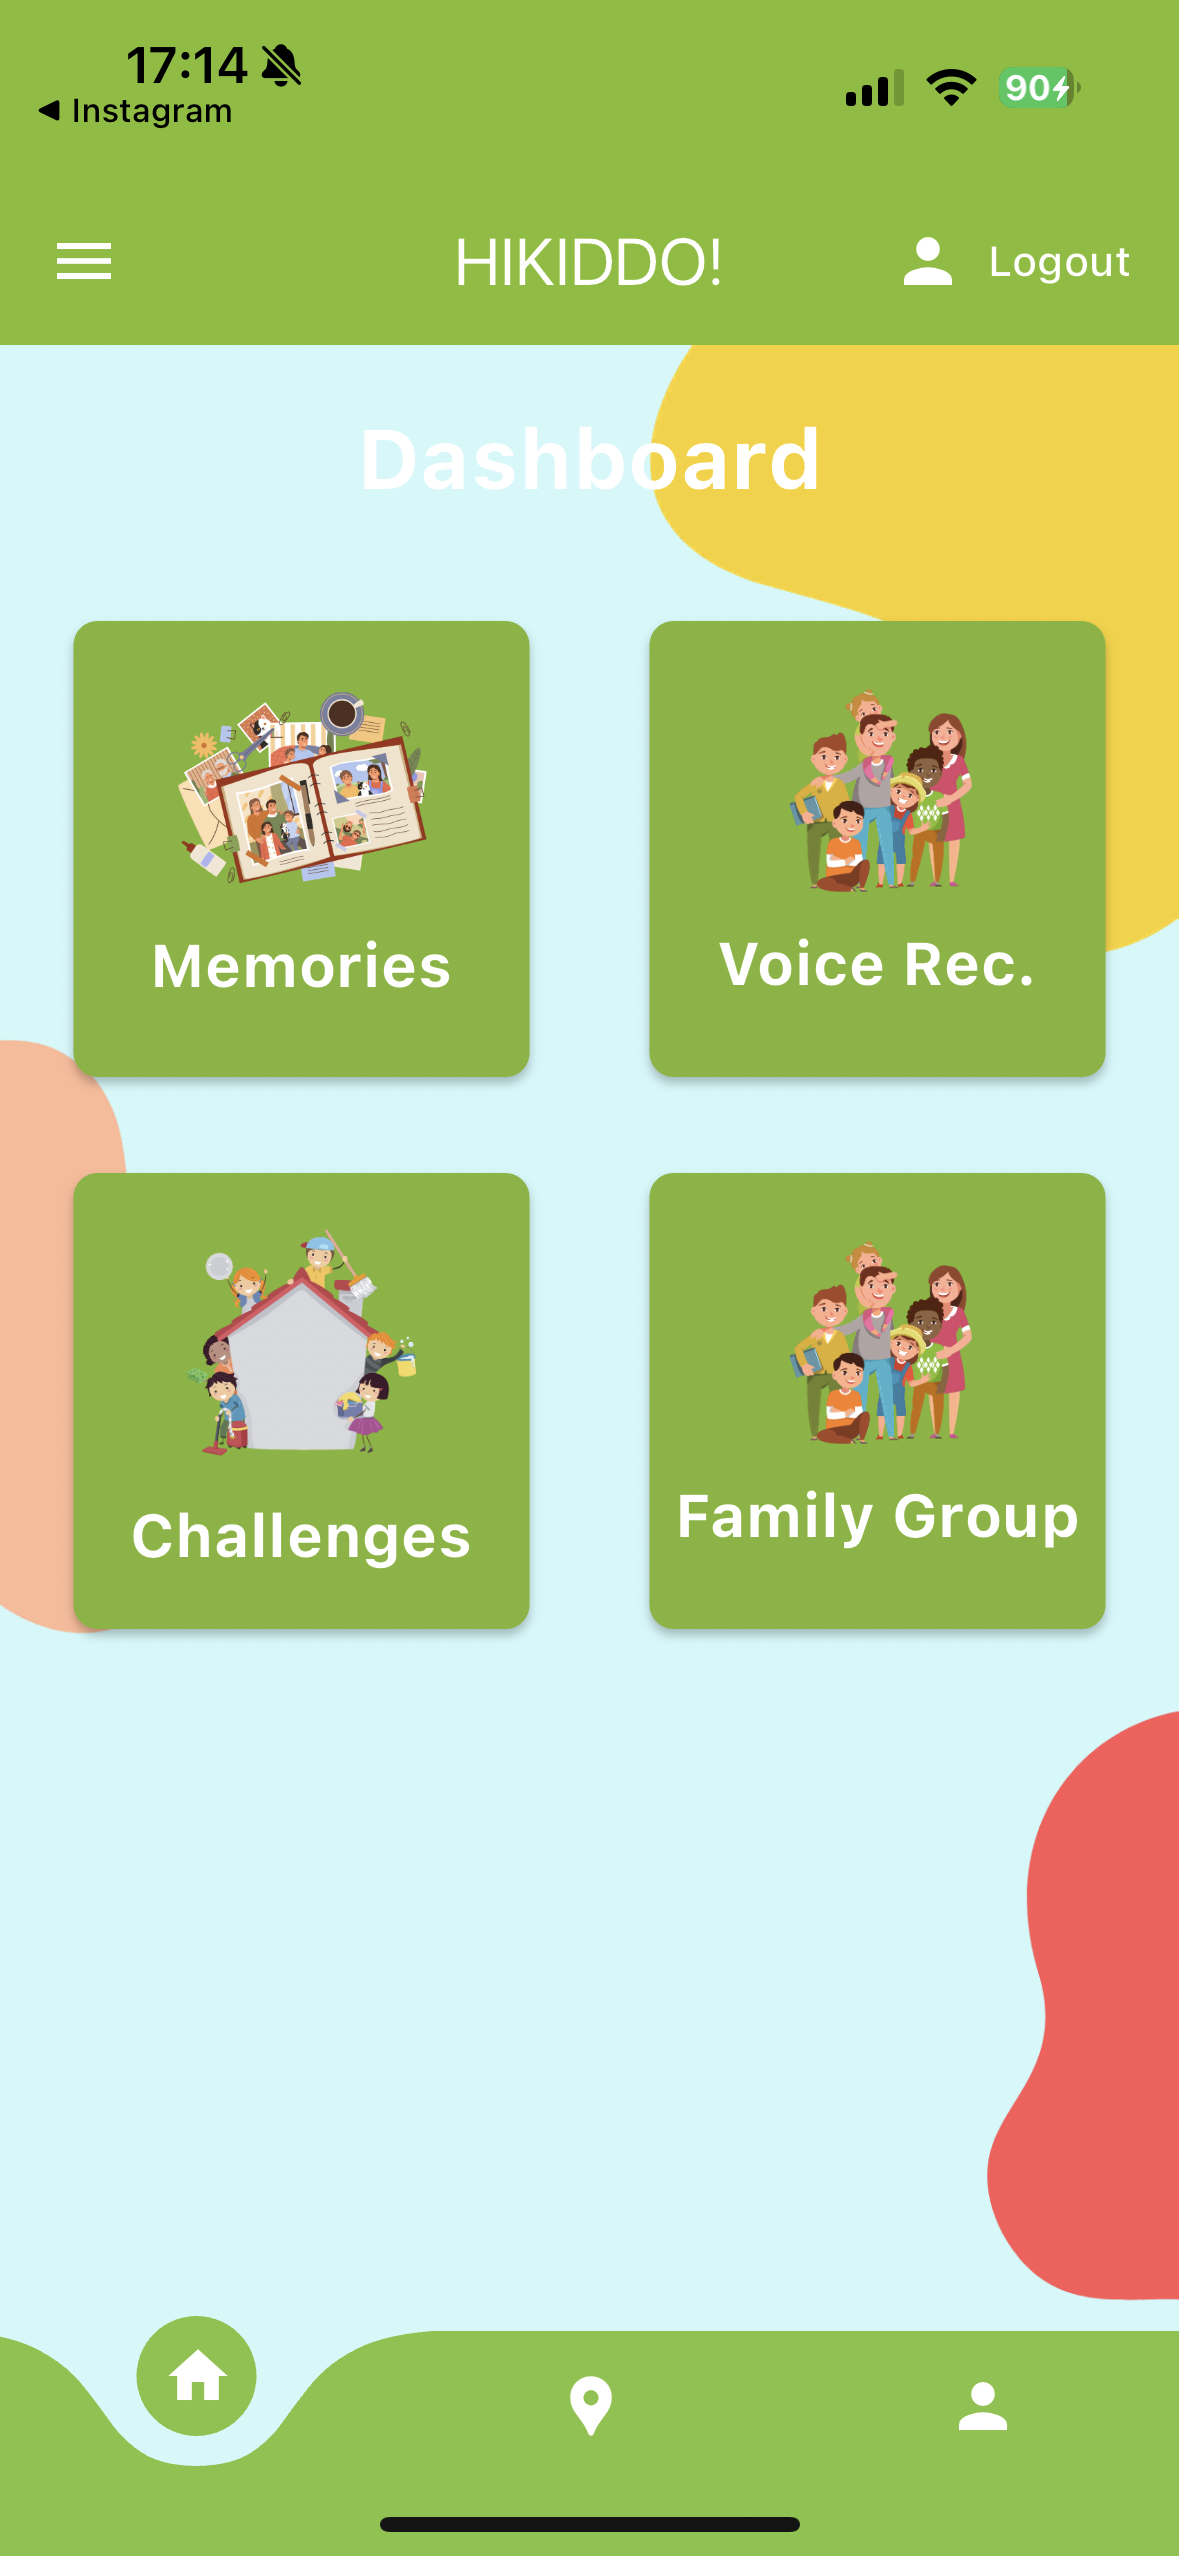 17:14
Instagram
90
HIKIDDO!
Logout
Dashboard
Memories
Voice Rec.
Challenges
Family Group